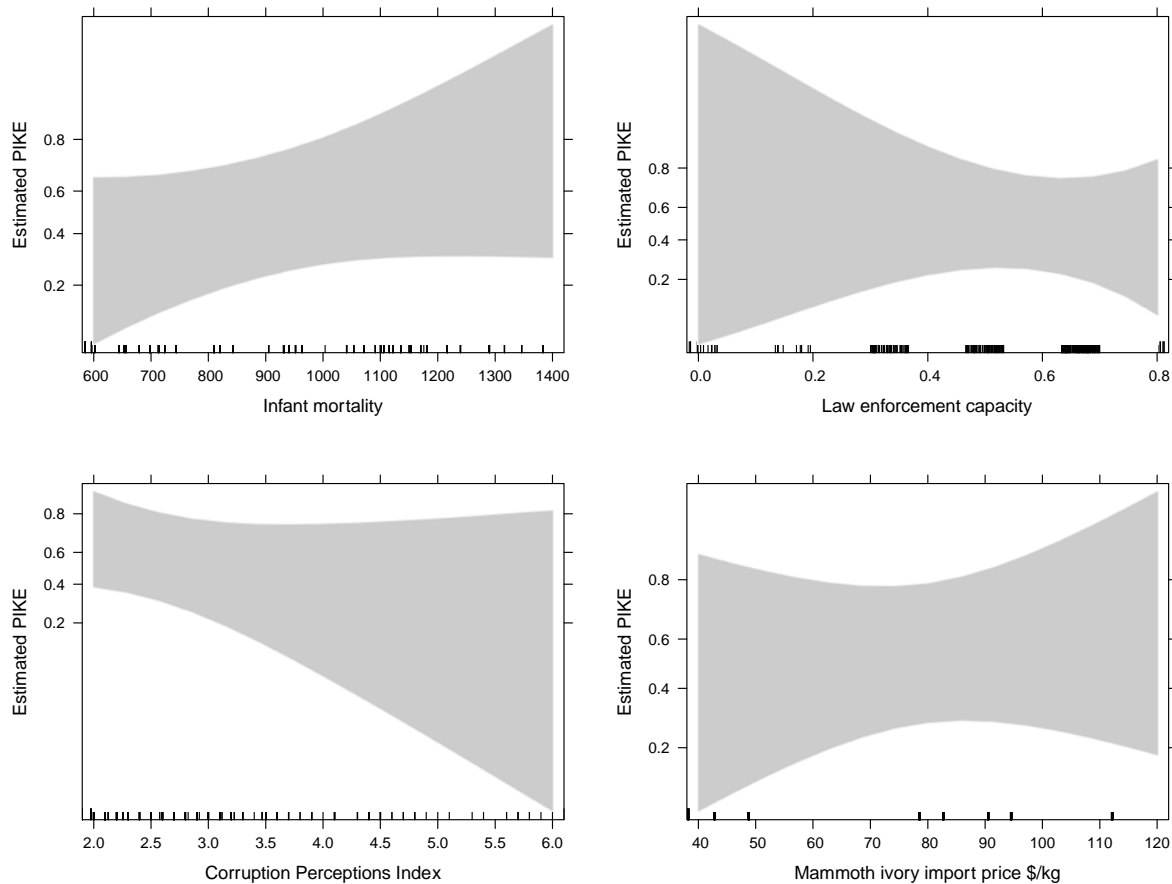 Estimated PIKE
0.8
0.6
0.4
0.2
600 700 800 900 1000 1100 1200 1300 1400
Infant mortality
Estimated PIKE
0.8
0.6
0.4
0.2
0.0 0.2 0.4 0.6 0.8
Law enforcement capacity
Estimated PIKE
0.8
0.6
0.4
0.2
2.0 2.5 3.0 3.5 4.0 4.5 5.0 5.5 6.0
Corruption Perceptions Index
Estimated PIKE
0.8
0.6
0.4
0.2
40 50 60 70 80 90 100 110 120
Mammoth ivory import price $/kg